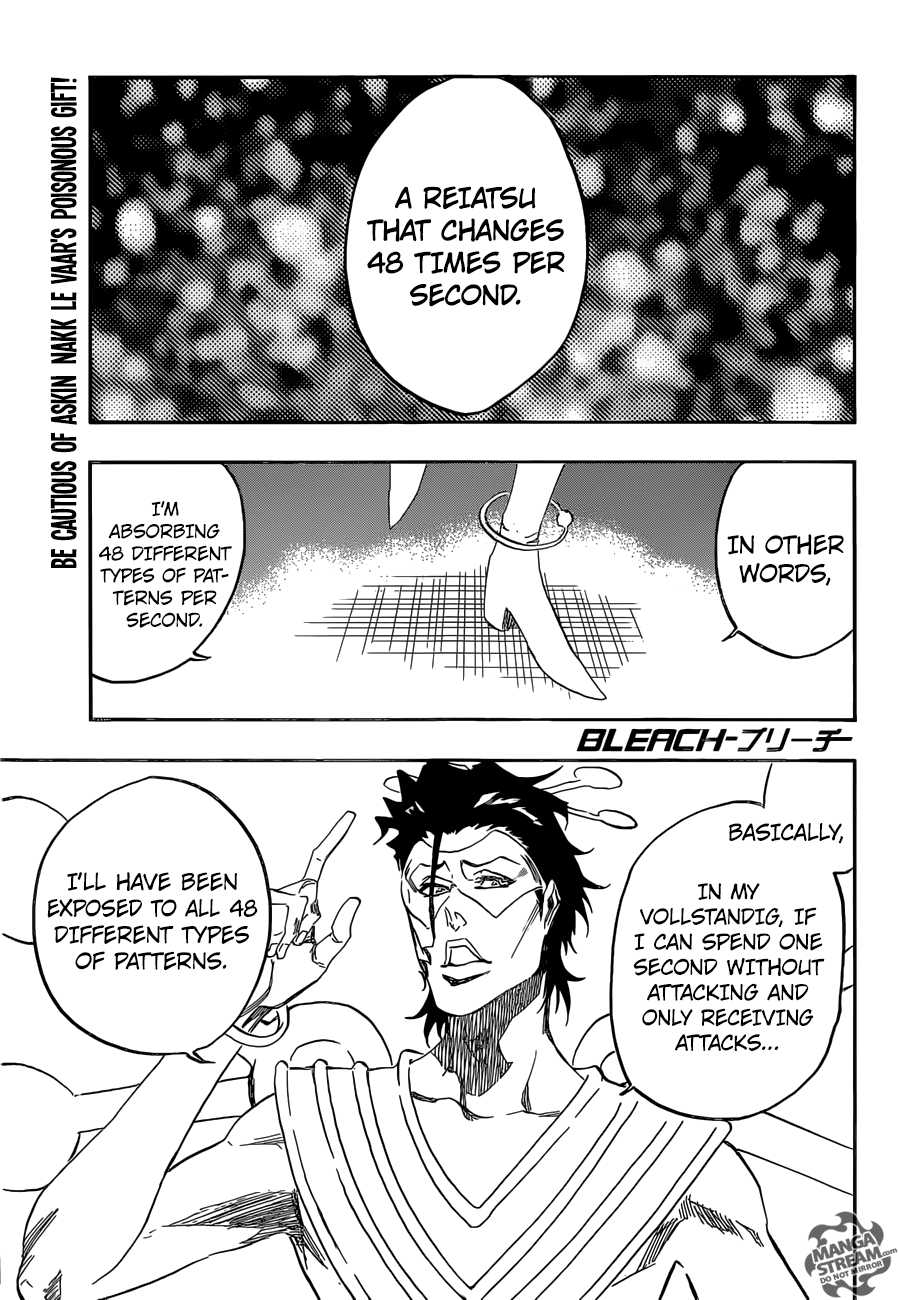 BE CAUTIOUS OF ASKIN NAKK LE VAAR'S POISONOUS GIFT!
A REIATSU
THAT CHANGES
48 TIMES PER
SECOND.
IN OTHER
WORDS,
I'M
ABSORBING
48 DIFFERENT
TYPES OF PAT-
TERNS PER
SECOND.
BLEACH-ブリーチ
BASICALLY,
IN MY
VOLLSTANDIG, IF
I CAN SPEND ONE
SECOND WITHOUT
ATTACKING AND
ONLY RECEIVING
ATTACKS...
I'LL HAVE BEEN
EXPOSED TO ALL 48
DIFFERENT TYPES
OF PATTERNS.
MANGA
STREAM.COM
DO NOT MIRROR